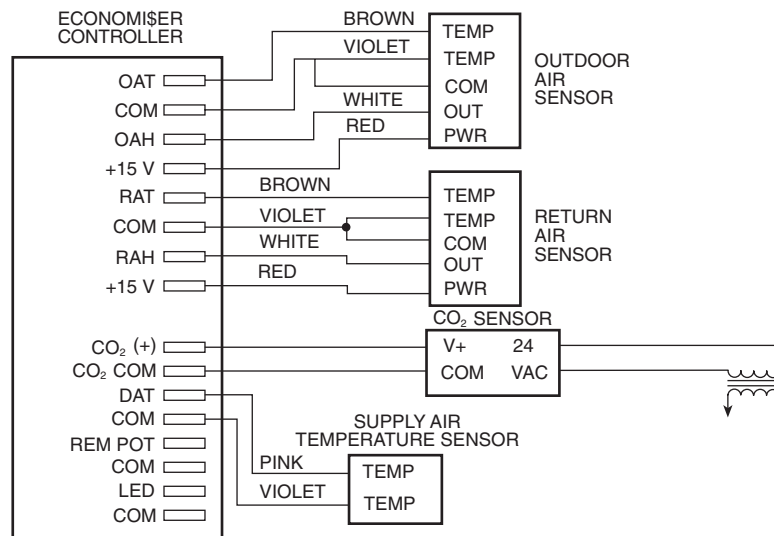 ECONOMI$ER
CONTROLLER
OAT
COM
OAH
+15 V
RAT
COM
RAH
+15 V
CO₂ (+)
CO₂ COM
DAT
COM
REM POT
COM
LED
COM
BROWN
VIOLET
WHITE
RED
TEMP
TEMP
COM
OUT
PWR
OUTDOOR
AIR
SENSOR
BROWN
VIOLET
WHITE
RED
TEMP
TEMP
COM
OUT
PWR
RETURN
AIR
SENSOR
CO₂ SENSOR
V+ 24
COM VAC
SUPPLY AIR
TEMPERATURE SENSOR
PINK
VIOLET
TEMP
TEMP